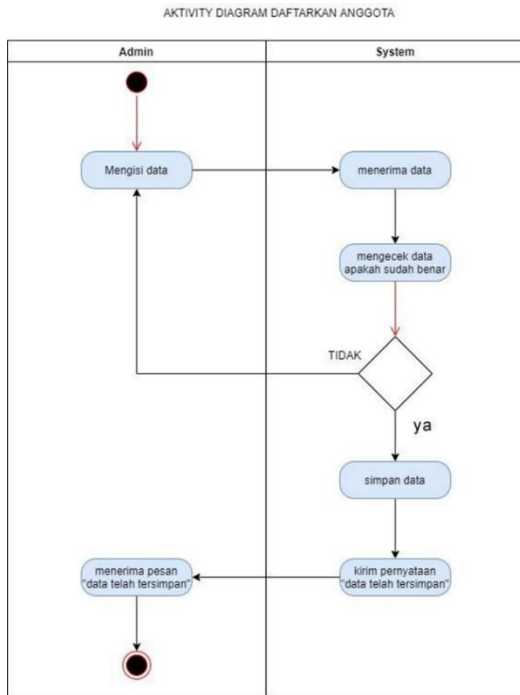 AKTIVITY DIAGRAM DAFTARKAN ANGGOTA
Admin
System
Mengisi data
menerima data
mengecek data
apakah sudah benar
TIDAK
ya
simpan data
menerima pesan
"data telah tersimpan"
kirim pernyataan
"data telah tersimpan"